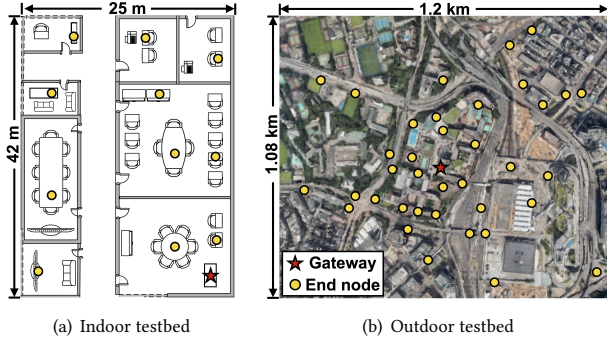 25 m
42 m
1.2 km
1.08 km
Gateway
End node
(a) Indoor testbed
(b) Outdoor testbed